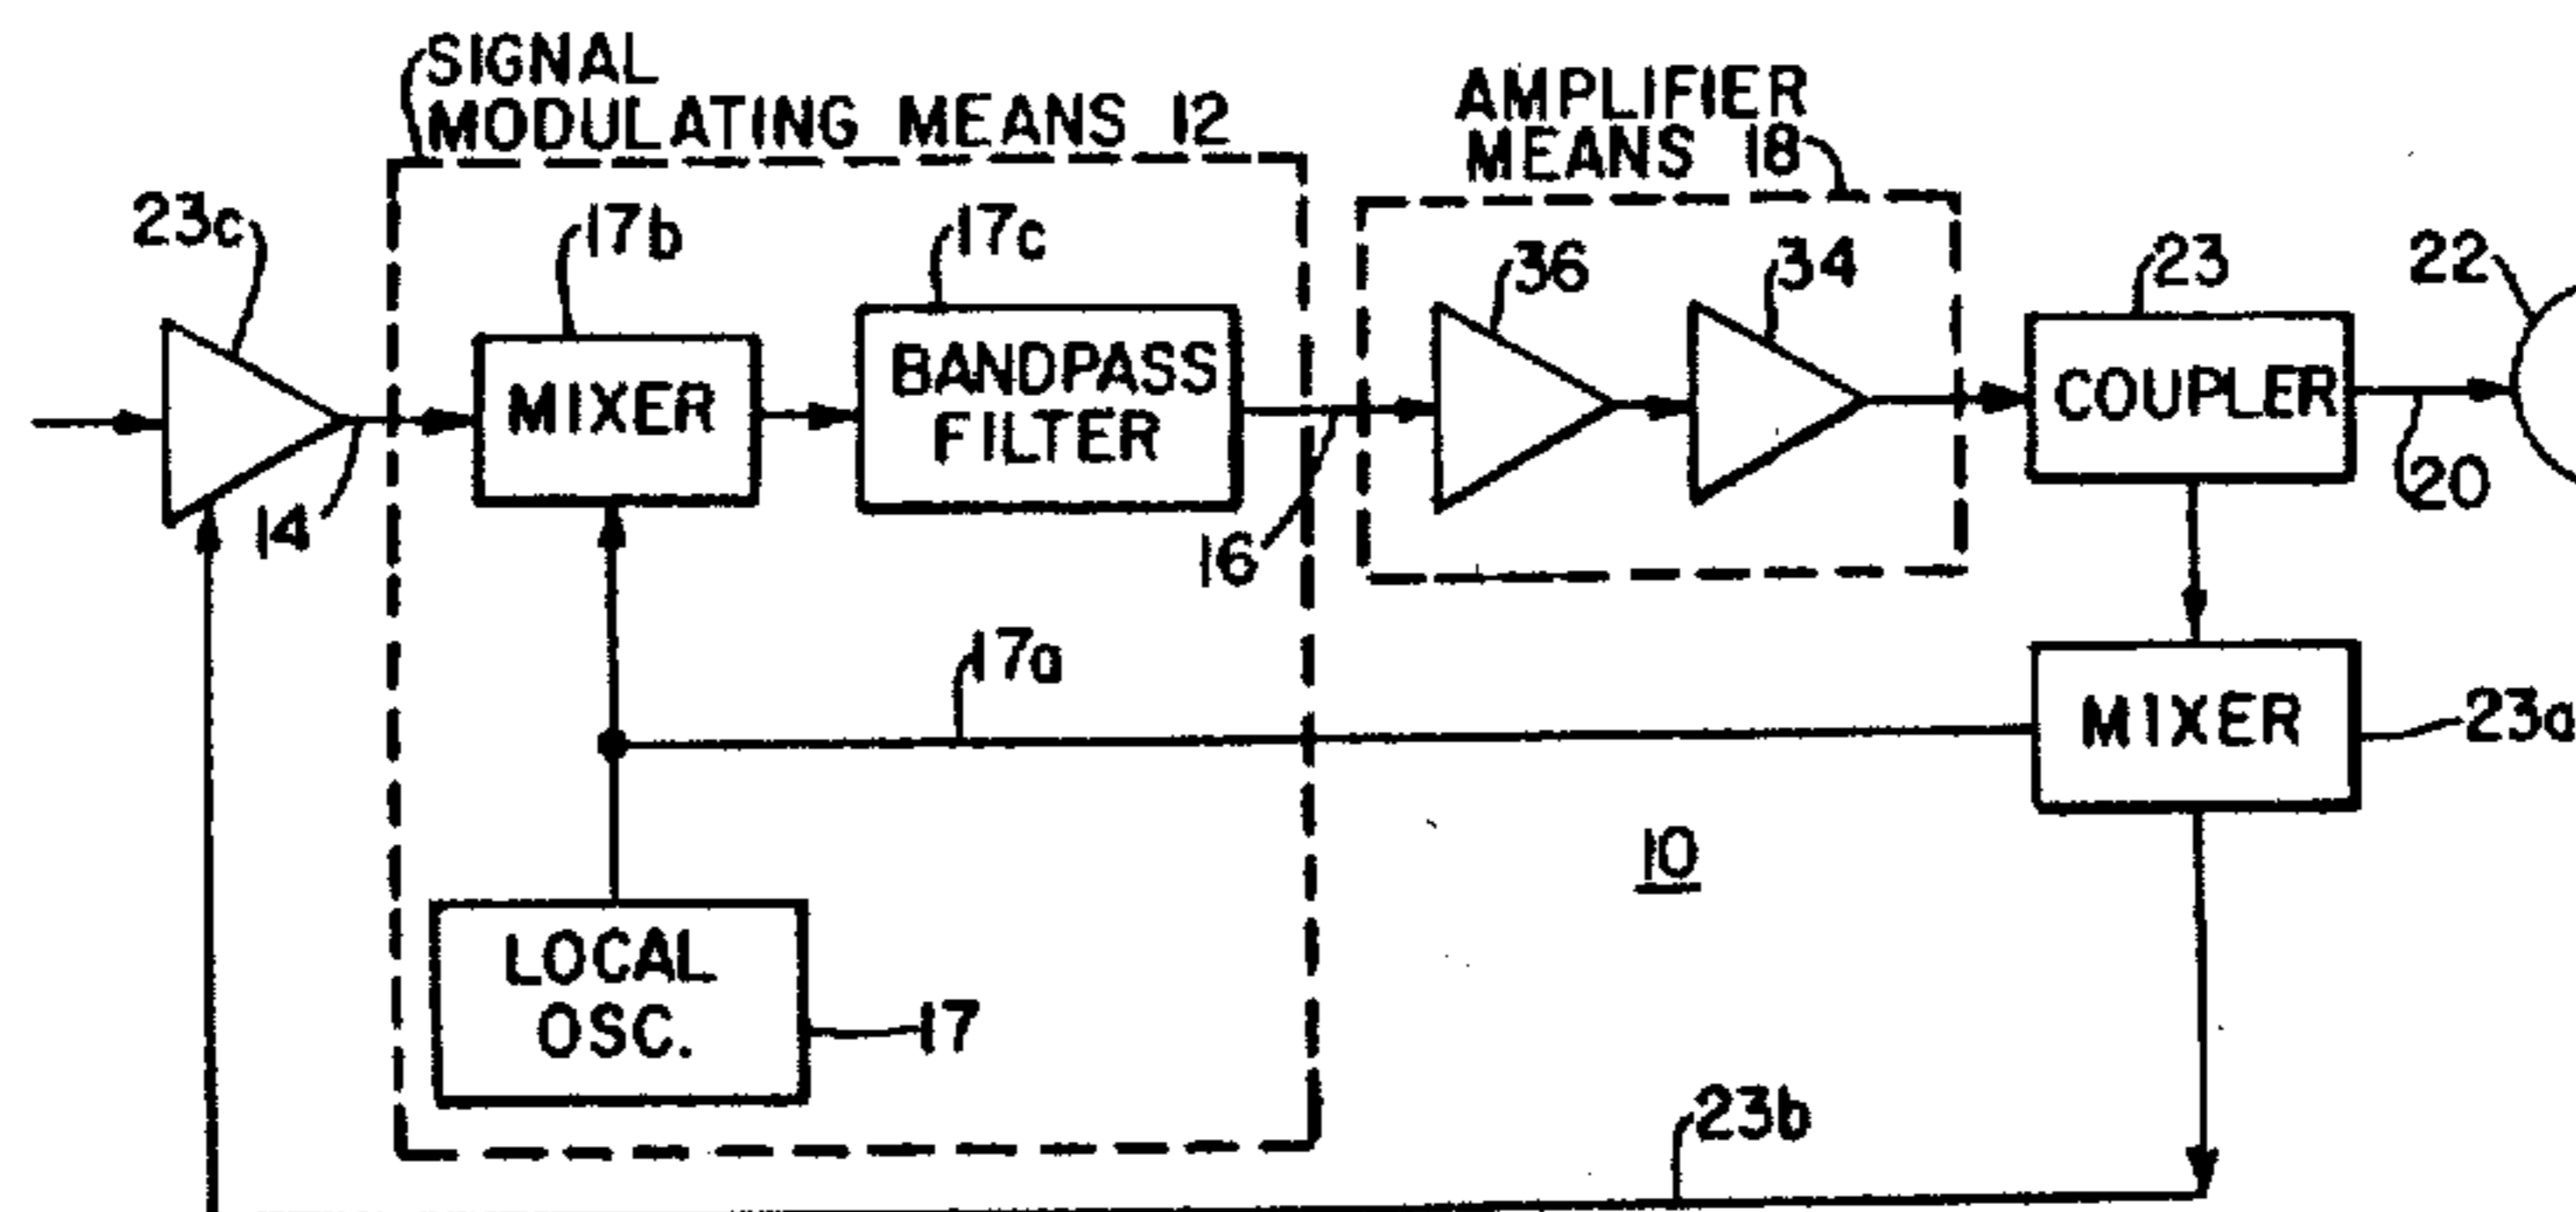 SIGNAL
MODULATING MEANS 12
AMPLIFIER
MEANS 18
23c
17b
17c
36
34
23
22
MIXER
BANDPASS
FILTER
COUPLER
14
16
20
17a
MIXER
23a
10
LOCAL
OSC.
17
23b